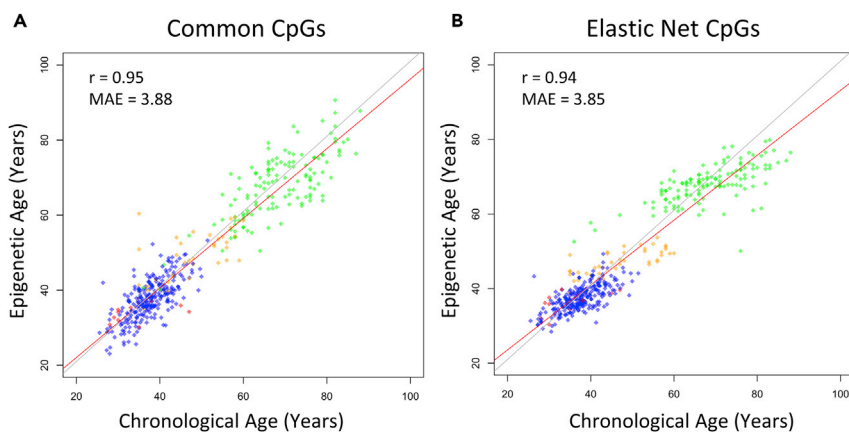 A
Common CpGs
r = 0.95
MAE = 3.88
Epigenetic Age (Years)
100
80
60
40
20
20 40 60 80 100
Chronological Age (Years)
B
Elastic Net CpGs
r = 0.94
MAE = 3.85
Epigenetic Age (Years)
100
80
60
40
20
20 40 60 80 100
Chronological Age (Years)